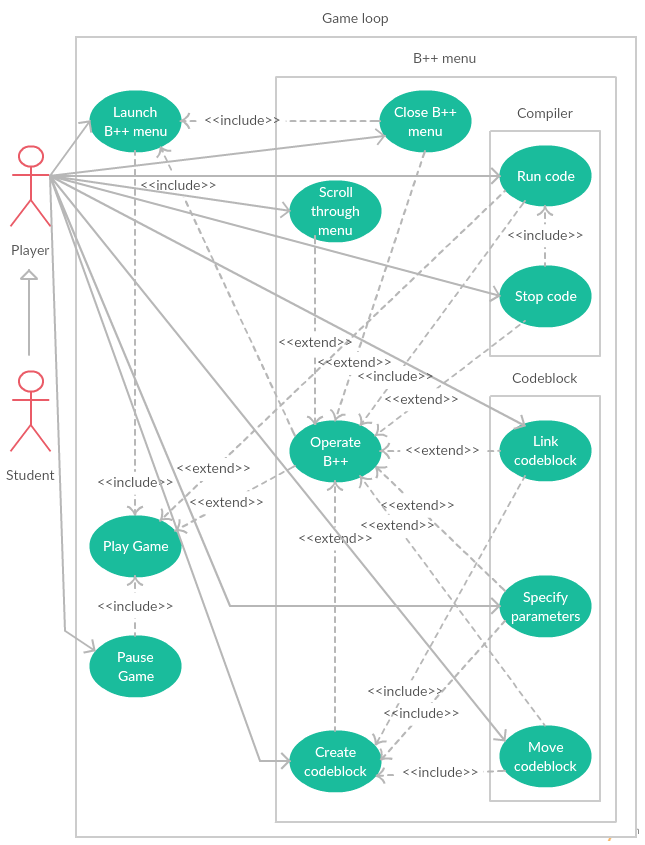 Game loop
B++ menu
Launch
B++ menu
<<include>>
Close B++
menu
Compiler
Run code
<<include>>
Scroll
through
menu
Player
<<include>>
Stop code
<<extend>>
<<extend>>
<<include>>
Codeblock
<<extend>>
Operate
B++
<<extend>>
Link
codeblock
Student
<<extend>>
<<include>>
<<extend>>
<<extend>>
<<extend>>
<<extend>>
Play Game
<<include>>
Specify
parameters
Pause
Game
<<include>>
<<include>>
Create
codeblock
<<include>>
Move
codeblock